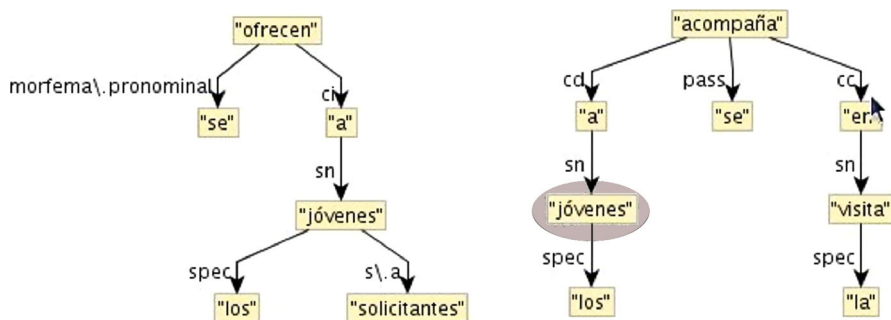 "ofrecen"
morfema\.pronominal
ci
"se"
"a"
sn
"jóvenes"
spec
s\.a
"los"
"solicitantes"
"acompaña"
cd
pass
cc
"a"
"se"
sn
sn
"jóvenes"
"visita"
spec
spec
"los"
"la"